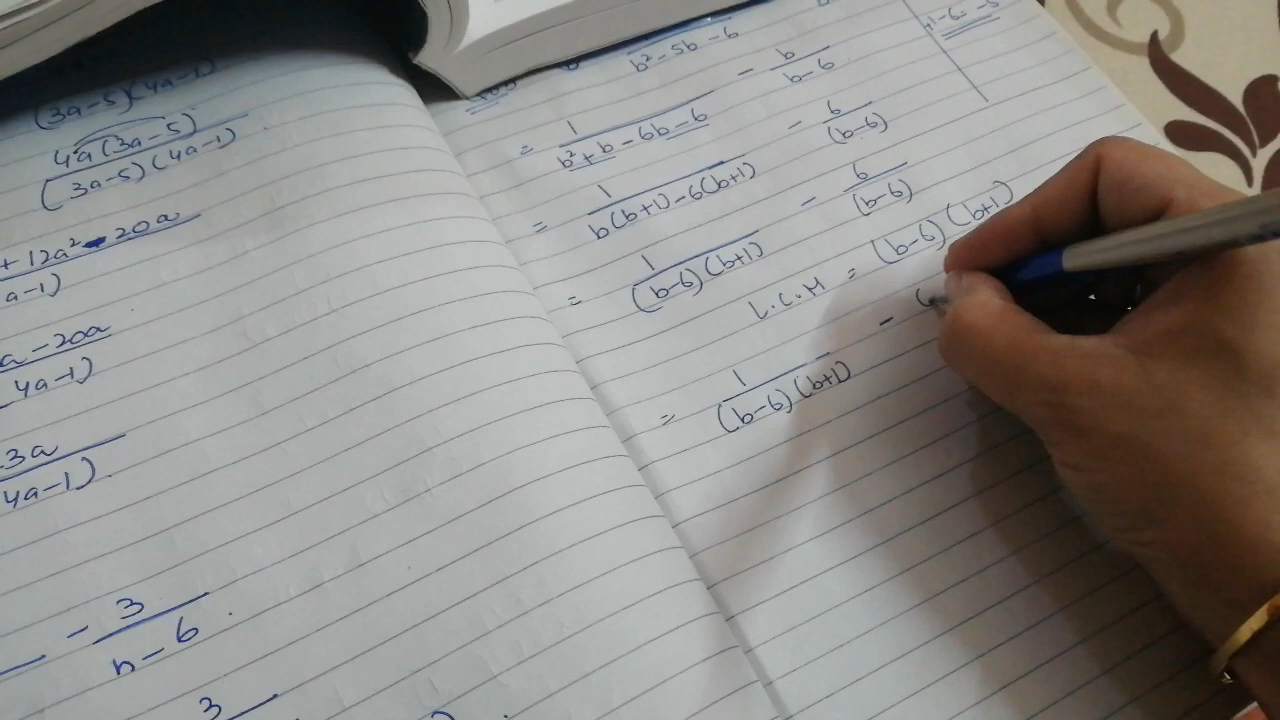 (3a-5)(4a-1)
4a(3a-5)
(3a-5)(4a-1)
+ 12a² - 20a
a-1)
a - 20a
4a-1)
3a
4a-1)
- 3
n-6
3
b²-5b-6
= 1
b²+b-6b-6
- b
b-6
= 1
b(b+1)-6(b+1)
- 6
(b-6)
= 1
(b-6)(b+1)
- 6
(b-6)
L.C.M = (b-6)(b+1)
= 1
(b-6)(b+1)
-
+1-6=-5